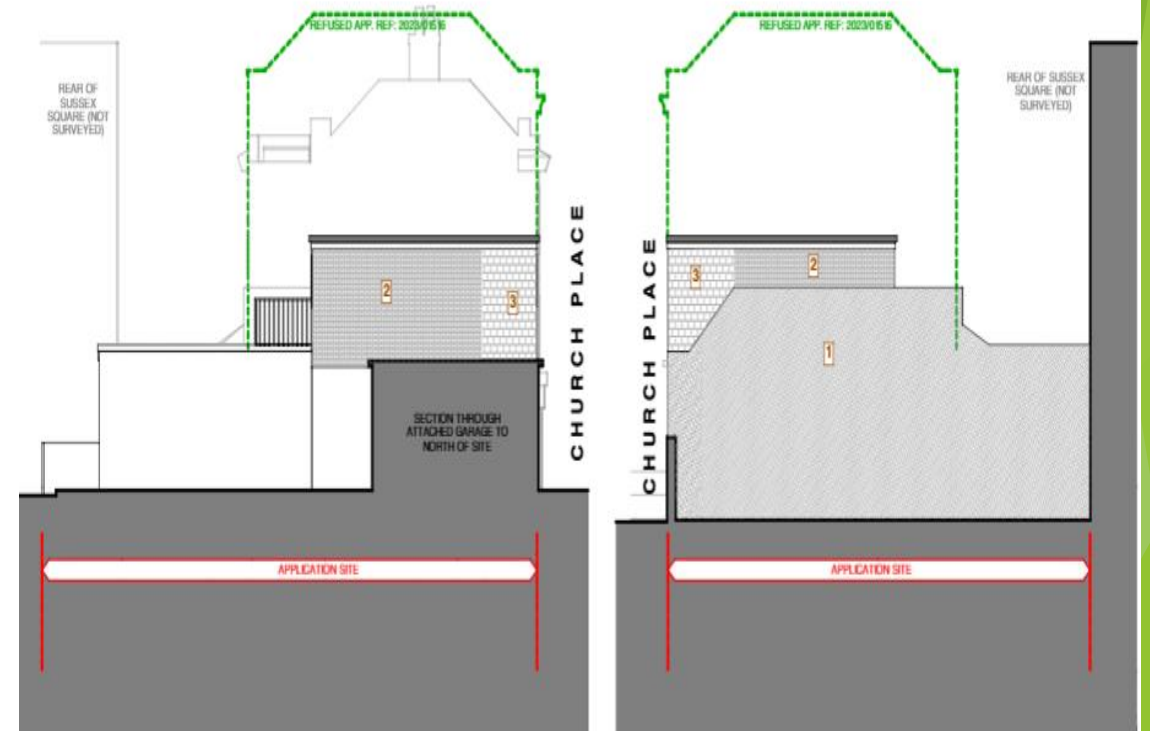 REFUSED APP. REF: 2023/01516
REAR OF
SUSSEX
SQUARE (NOT
SURVEYED)
2
3
CHURCH PLACE
SECTION THROUGH
ATTACHED GARAGE TO
NORTH OF SITE
APPLICATION SITE
REFUSED APP. REF: 2023/01516
REAR OF SUSSEX
SQUARE (NOT
SURVEYED)
CHURCH PLACE
3
2
1
APPLICATION SITE